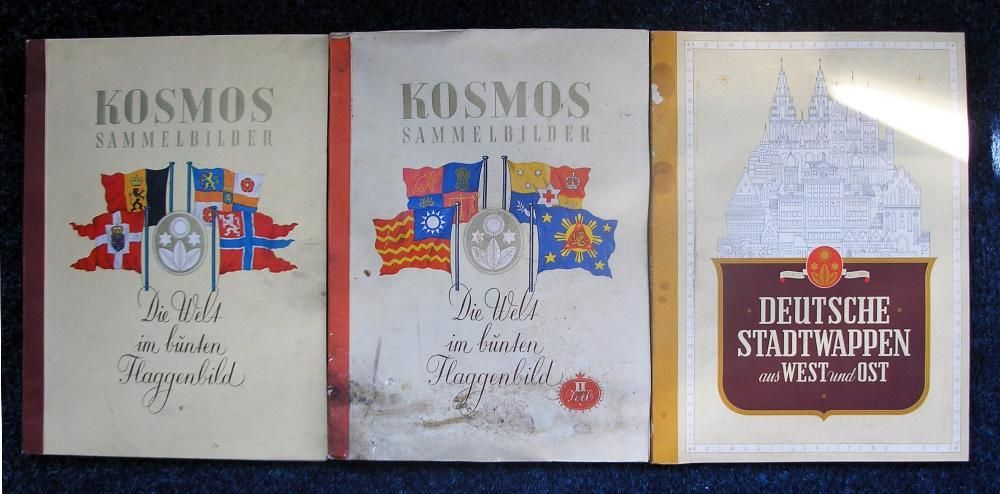 KOSMOS
SAMMELBILDER
Die Welt
im bunten
Flaggenbild
KOSMOS
SAMMELBILDER
Die Welt
im bunten
Flaggenbild
II.
Teil
DEUTSCHE
STADTWAPPEN
aus WEST und OST